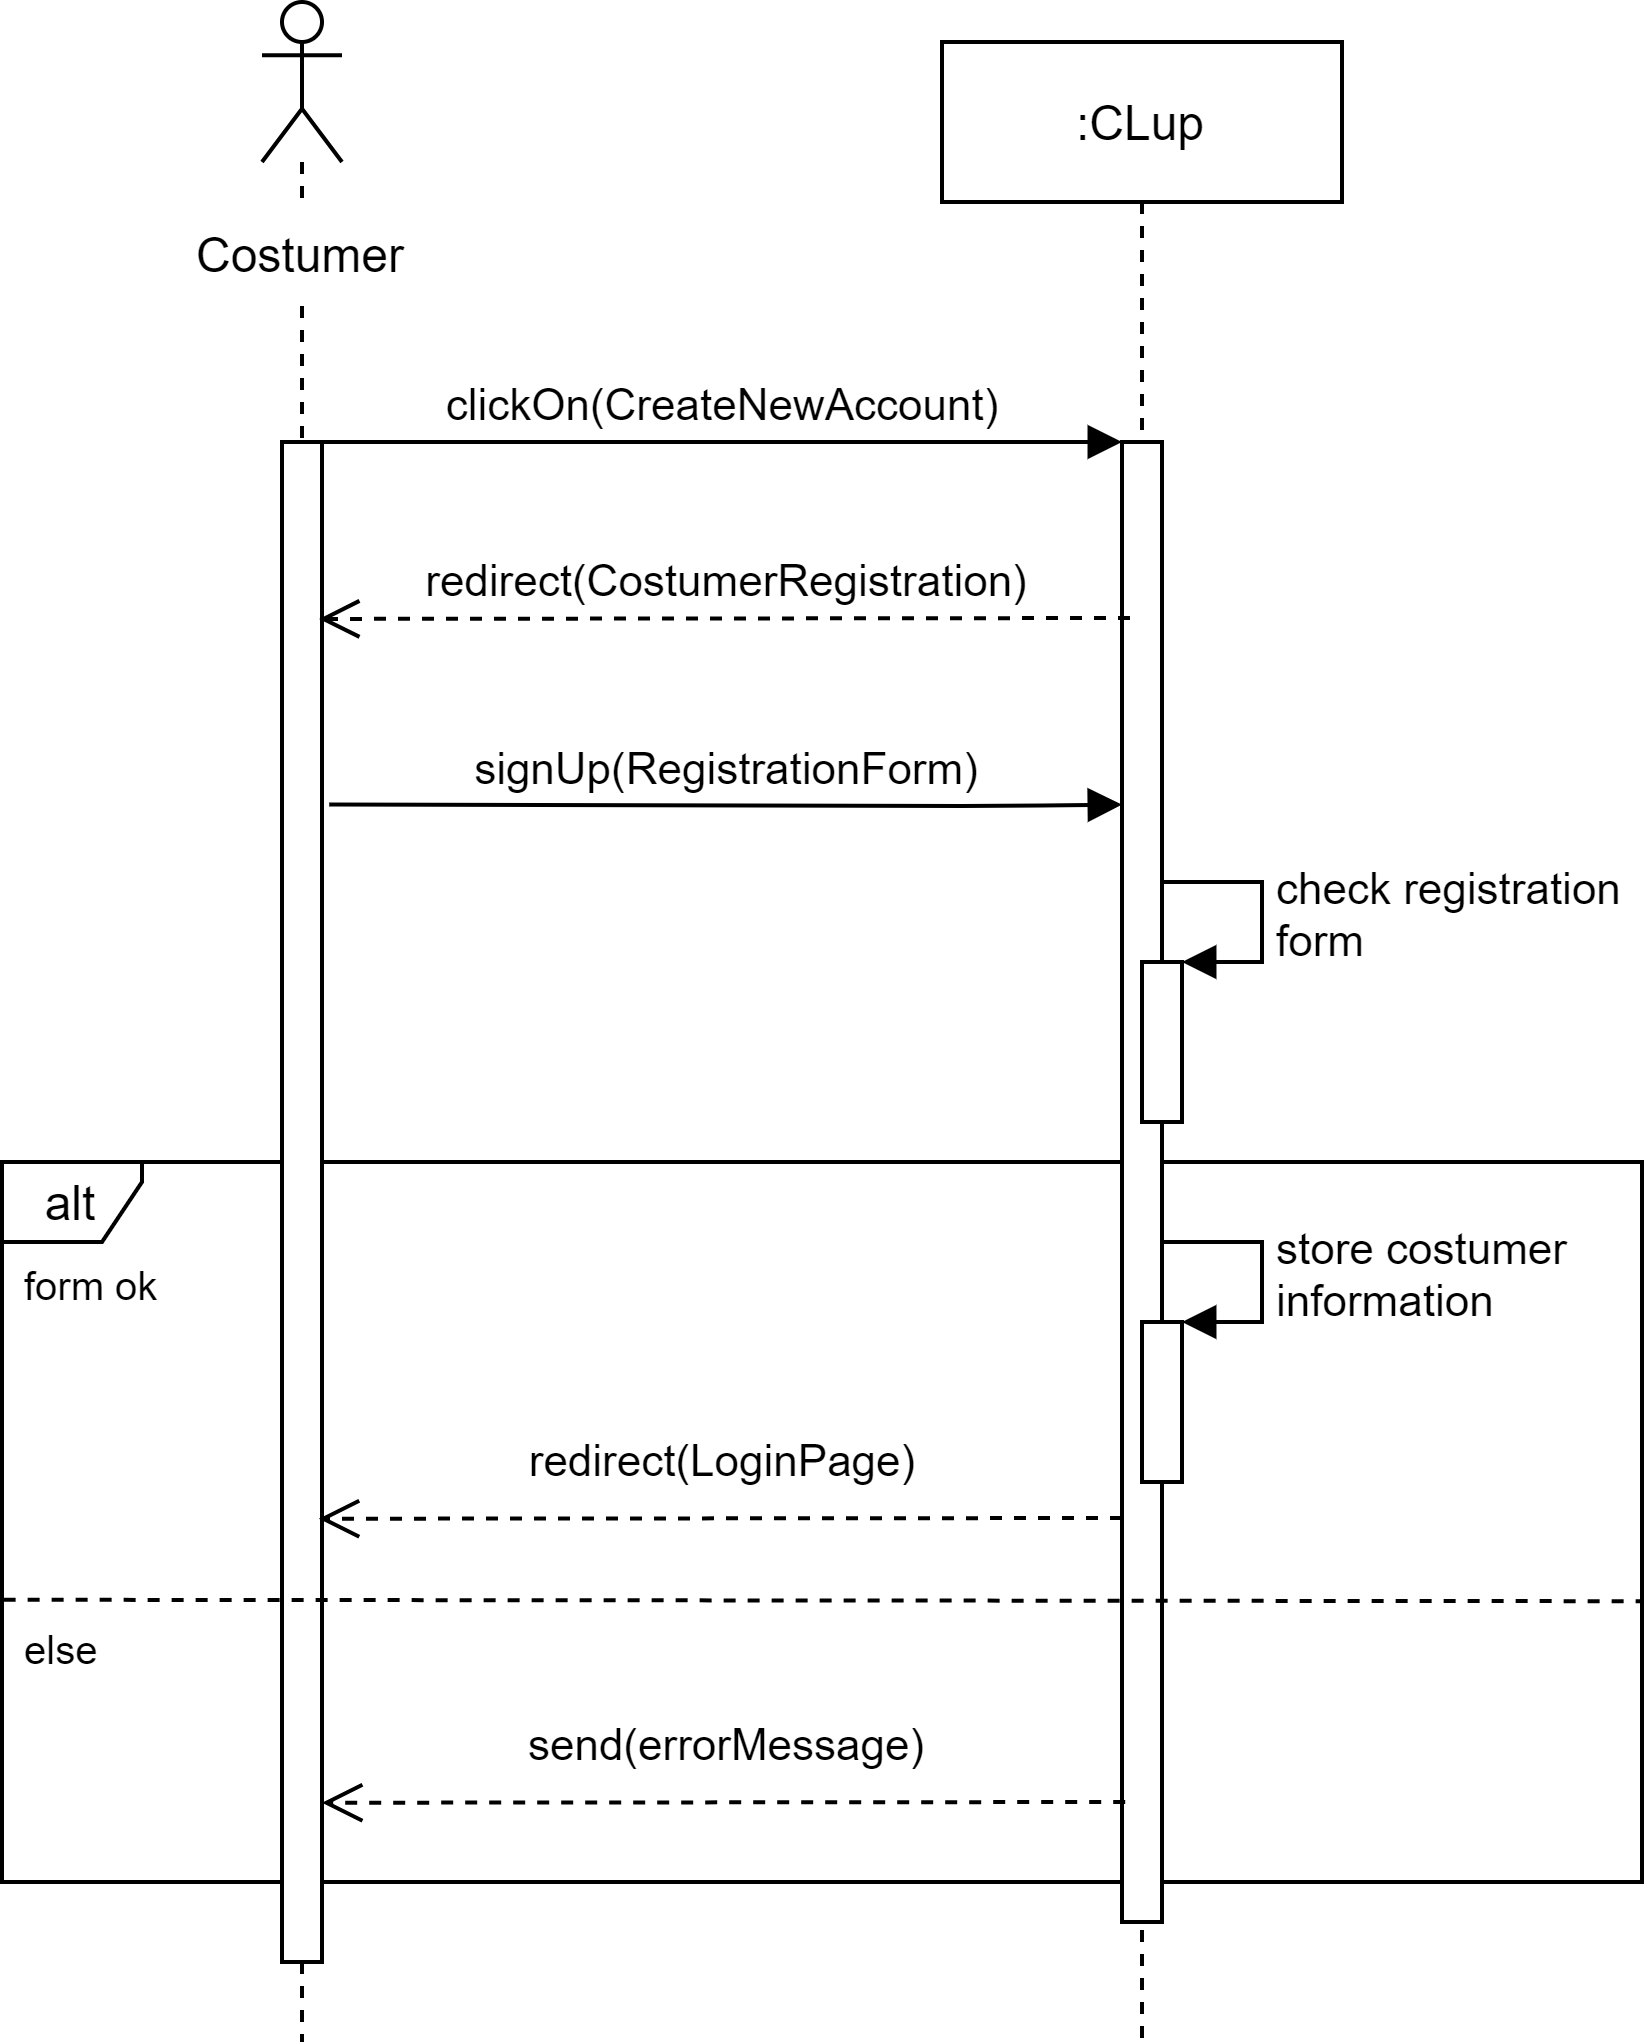 :CLup
Costumer
clickOn(CreateNewAccount)
redirect(CostumerRegistration)
signUp(RegistrationForm)
check registration
form
alt
form ok
store costumer
information
redirect(LoginPage)
else
send(errorMessage)